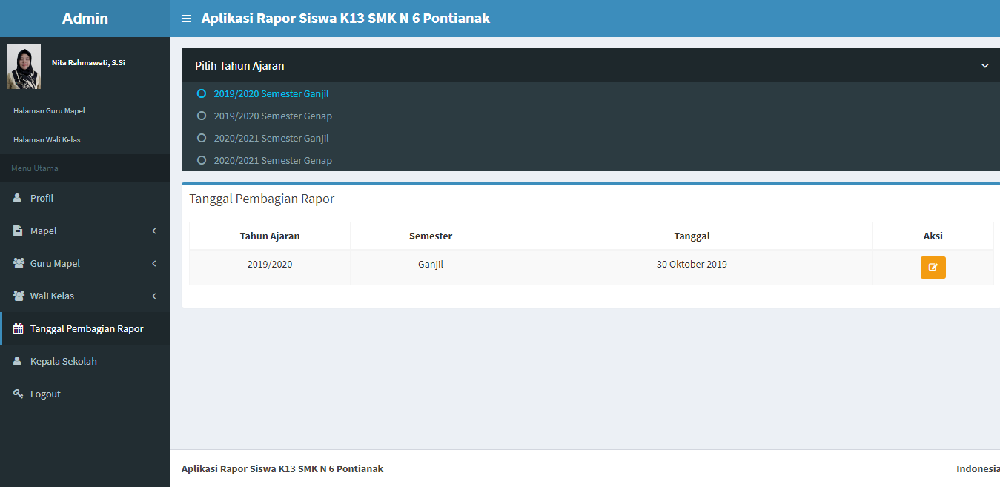 Admin
Aplikasi Rapor Siswa K13 SMK N 6 Pontianak
Nita Rahmawati, S.Si
Halaman Guru Mapel
Halaman Wali Kelas
Menu Utama
Profil
Mapel
Guru Mapel
Wali Kelas
Tanggal Pembagian Rapor
Kepala Sekolah
Logout
Pilih Tahun Ajaran
2019/2020 Semester Ganjil
2019/2020 Semester Genap
2020/2021 Semester Ganjil
2020/2021 Semester Genap
Tanggal Pembagian Rapor
Tahun Ajaran Semester Tanggal Aksi
2019/2020 Ganjil 30 Oktober 2019
Aplikasi Rapor Siswa K13 SMK N 6 Pontianak Indonesia